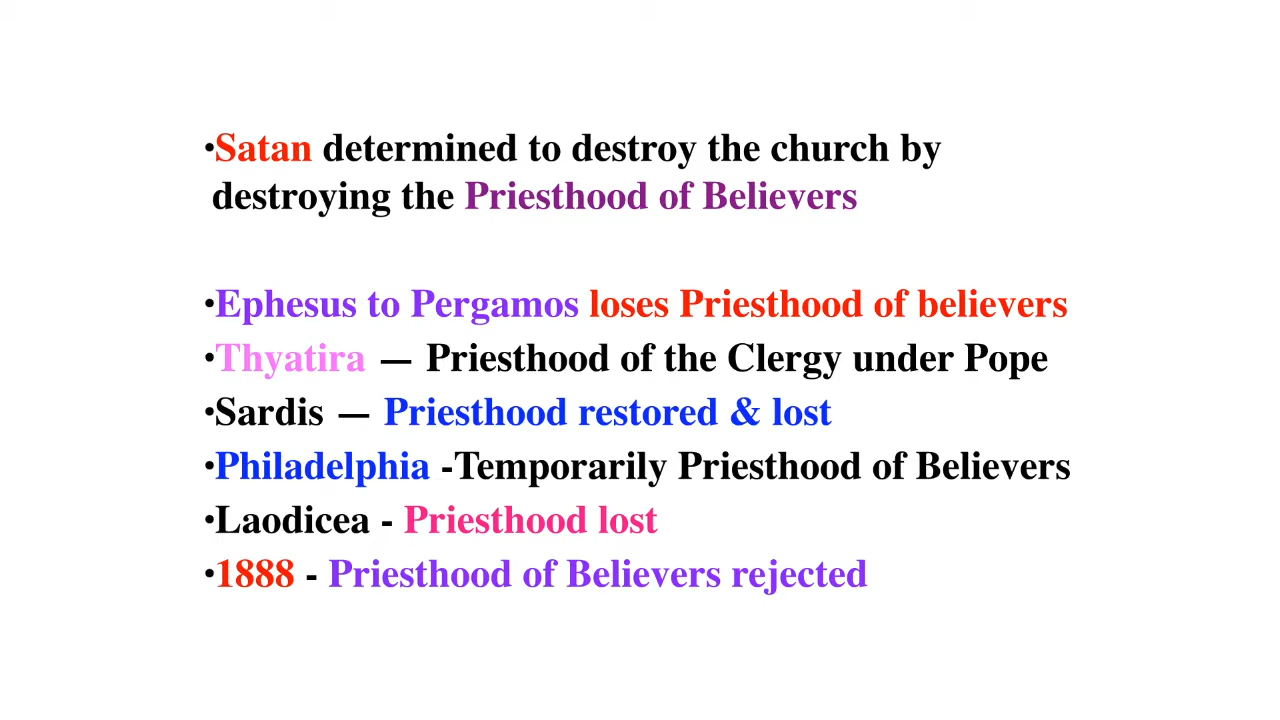 •Satan determined to destroy the church by
destroying the Priesthood of Believers
•Ephesus to Pergamos loses Priesthood of believers
•Thyatira — Priesthood of the Clergy under Pope
•Sardis — Priesthood restored & lost
•Philadelphia -Temporarily Priesthood of Believers
•Laodicea - Priesthood lost
•1888 - Priesthood of Believers rejected